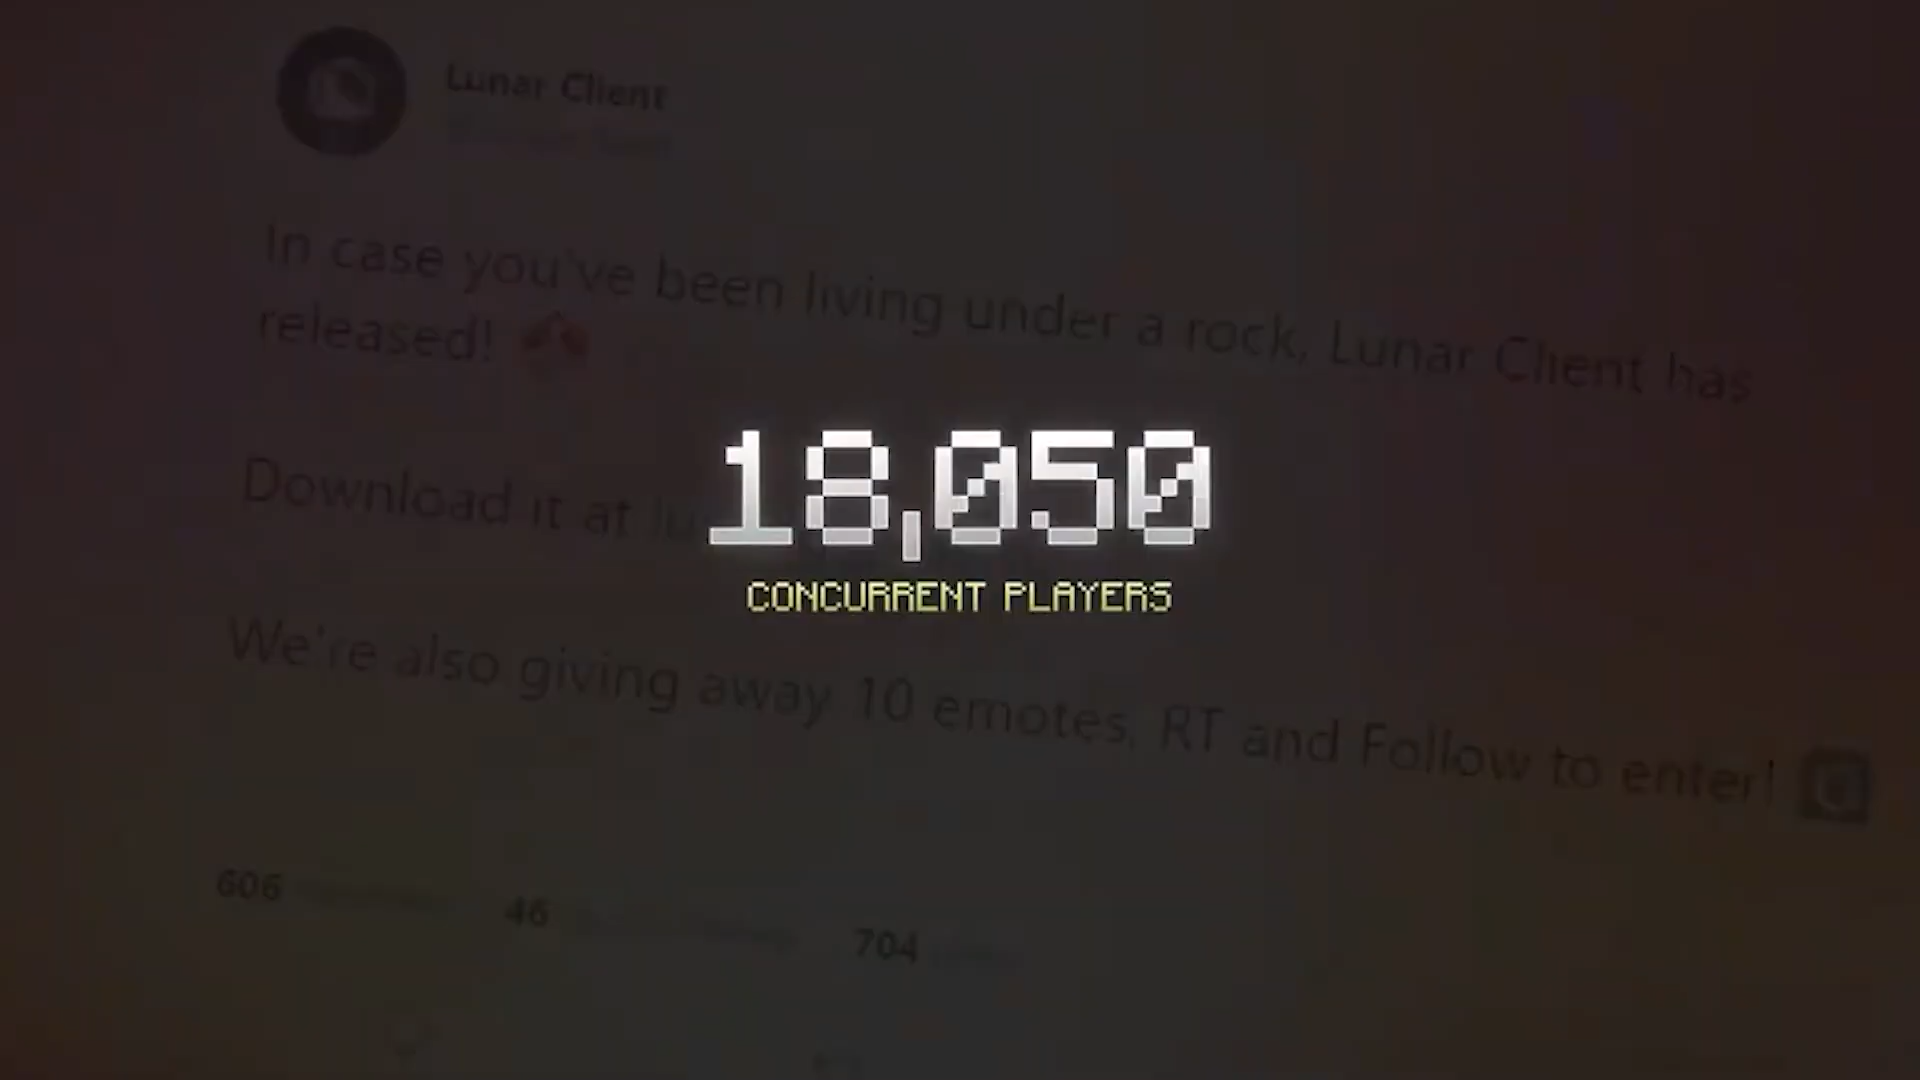 Lunar Client
In case you've been living under a rock, Lunar Client has
released!
18,050
Download it at
CONCURRENT PLAYERS
We're also giving away 10 emotes, RT and Follow to enter!
606 46 704